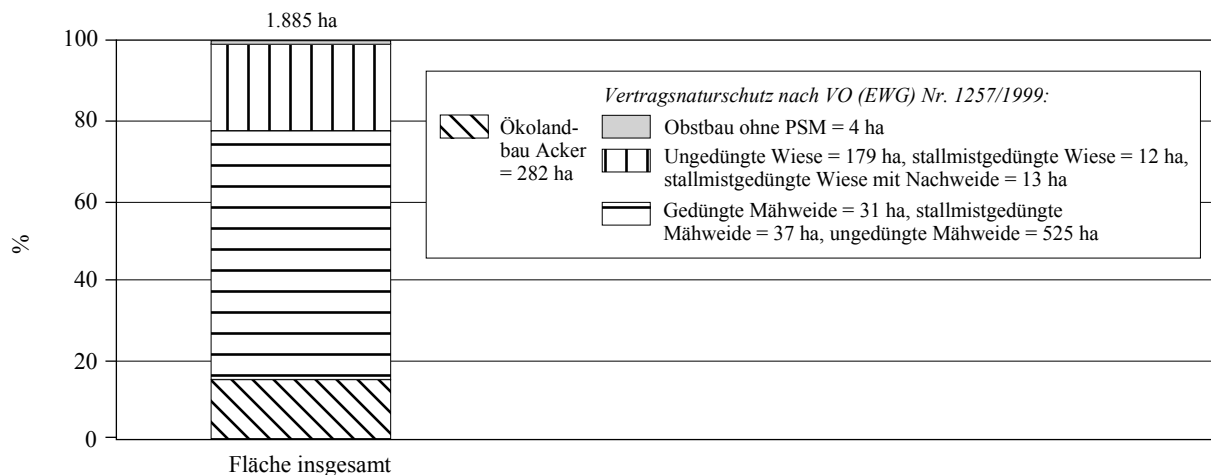 1.885 ha
100
80
60
40
20
0
%
Fläche insgesamt
Ökoland-
bau Acker
= 282 ha
Vertragsnaturschutz nach VO (EWG) Nr. 1257/1999:
Obstbau ohne PSM = 4 ha
Ungedüngte Wiese = 179 ha, stallmistgedüngte Wiese = 12 ha,
stallmistgedüngte Wiese mit Nachweide = 13 ha
Gedüngte Mähweide = 31 ha, stallmistgedüngte
Mähweide = 37 ha, ungedüngte Mähweide = 525 ha